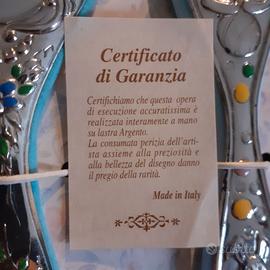 Certificato
di Garanzia
Certifichiamo che questa opera
di esecuzione accuratissima è
realizzata interamente a mano
su lastra Argento.
La consumata perizia dell'arti-
sta assieme alla preziosità e
alla bellezza del disegno danno
il pregio della rarità.
Made in Italy
subito